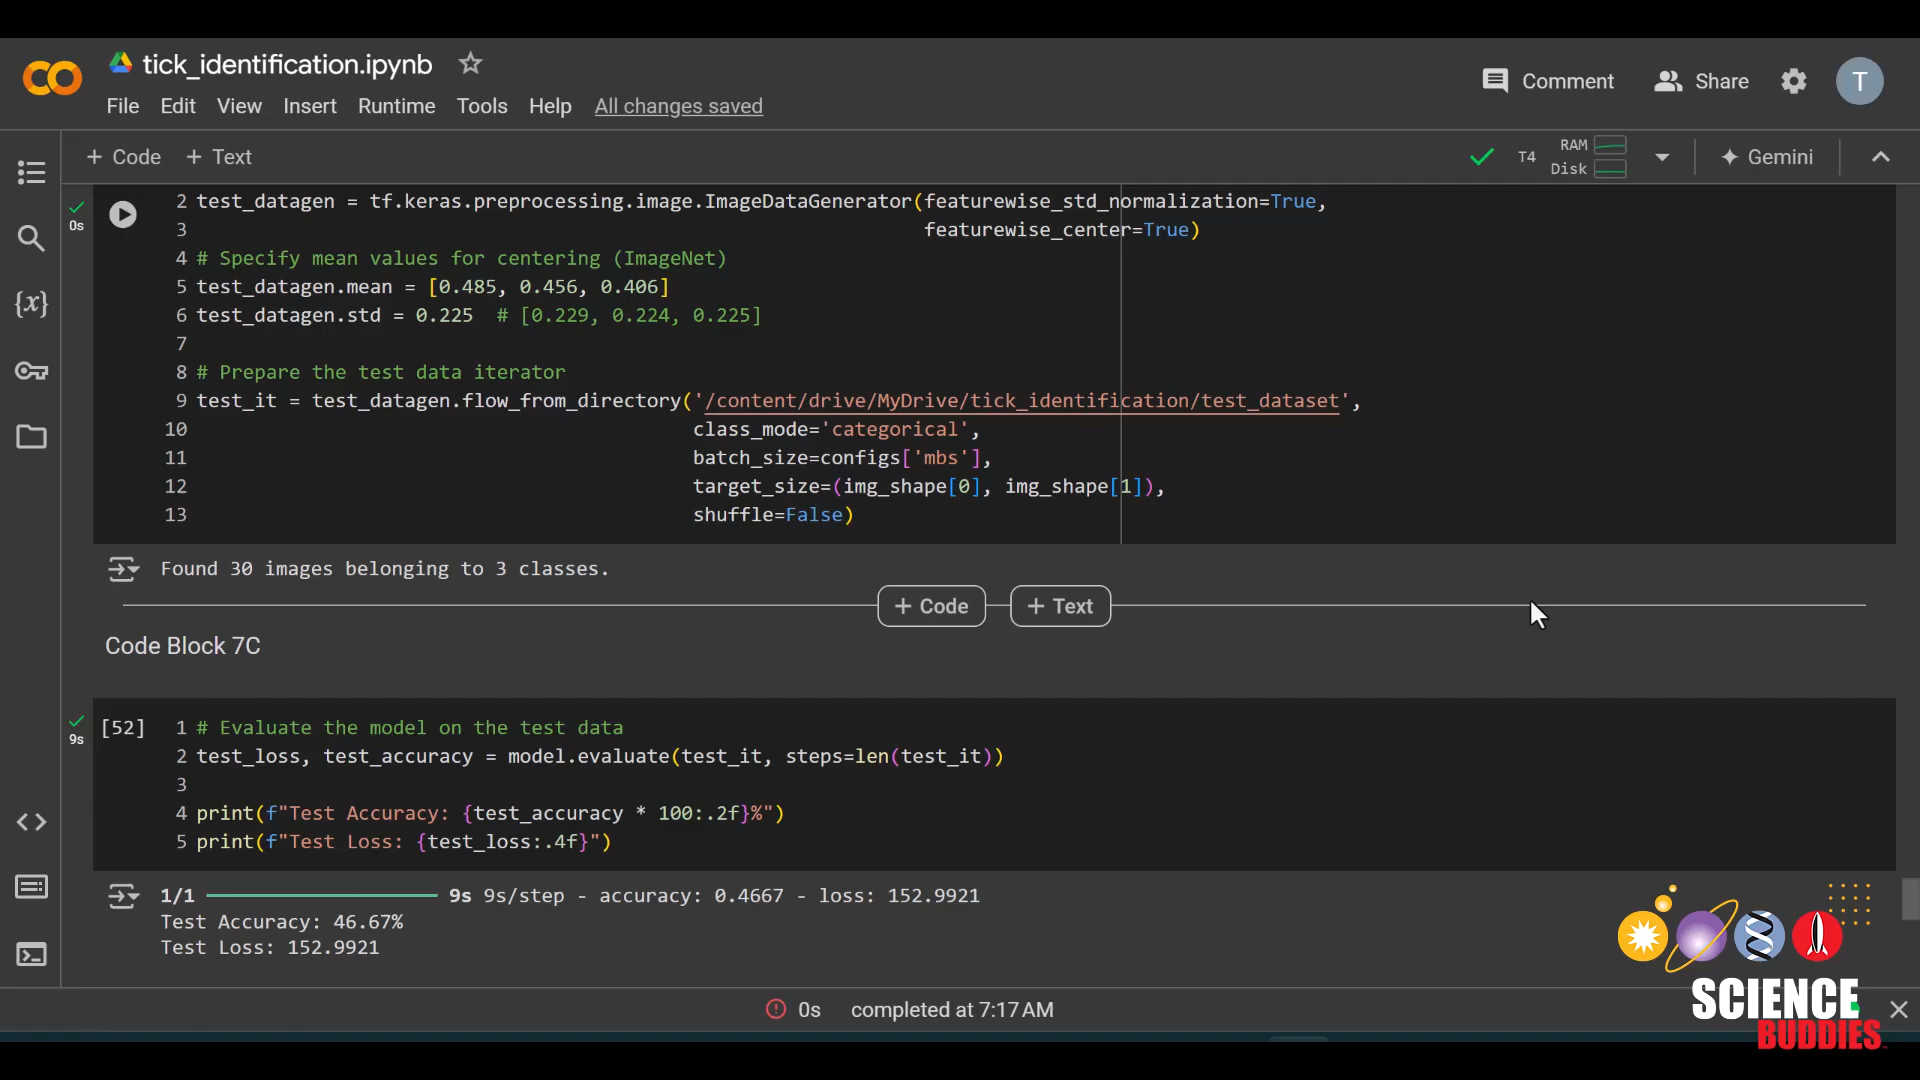 tick_identification.ipynb
Comment
Share
T
File Edit View Insert Runtime Tools Help All changes saved
+ Code + Text
T4
RAM
Disk
Gemini
0s
2 test_datagen = tf.keras.preprocessing.image.ImageDataGenerator(featurewise_std_normalization=True,
3 featurewise_center=True)
4 # Specify mean values for centering (ImageNet)
5 test_datagen.mean = [0.485, 0.456, 0.406]
6 test_datagen.std = 0.225  # [0.229, 0.224, 0.225]
7
8 # Prepare the test data iterator
9 test_it = test_datagen.flow_from_directory('/content/drive/MyDrive/tick_identification/test_dataset',
10 class_mode='categorical',
11 batch_size=configs['mbs'],
12 target_size=(img_shape[0], img_shape[1]),
13 shuffle=False)
Found 30 images belonging to 3 classes.
+ Code + Text
Code Block 7C
9s
[52] 1 # Evaluate the model on the test data
2 test_loss, test_accuracy = model.evaluate(test_it, steps=len(test_it))
3
4 print(f"Test Accuracy: {test_accuracy * 100:.2f}%")
5 print(f"Test Loss: {test_loss:.4f}")
1/1 9s 9s/step - accuracy: 0.4667 - loss: 152.9921
Test Accuracy: 46.67%
Test Loss: 152.9921
0s completed at 7:17 AM
SCIENCE
BUDDIES